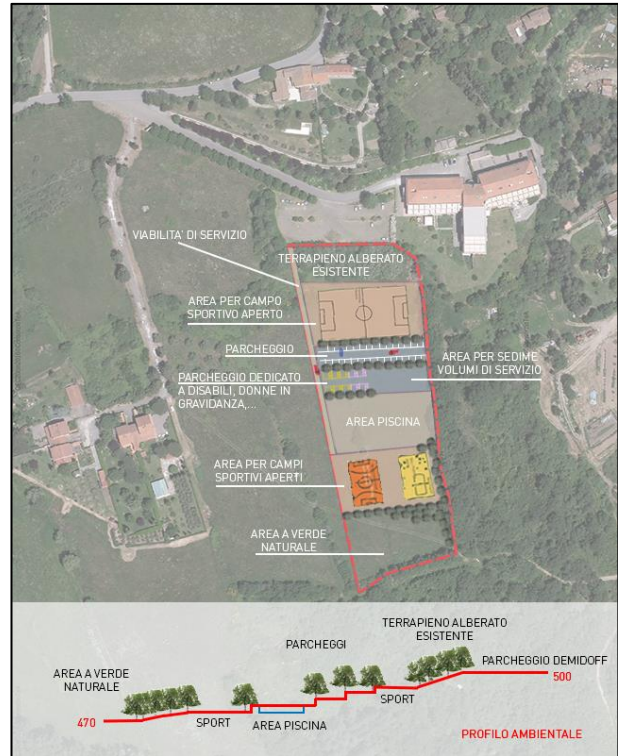 VIABILITA' DI SERVIZIO
TERRAPIENO ALBERATO
ESISTENTE
AREA PER CAMPO
SPORTIVO APERTO
PARCHEGGIO
AREA PER SEDIME
VOLUMI DI SERVIZIO
PARCHEGGIO DEDICATO
A DISABILI, DONNE IN
GRAVIDANZA,...
AREA PISCINA
AREA PER CAMPI
SPORTIVI APERTI
AREA A VERDE
NATURALE
TERRAPIENO ALBERATO
ESISTENTE
PARCHEGGI
AREA A VERDE
NATURALE
PARCHEGGIO DEMIDOFF
500
470
SPORT
AREA PISCINA
SPORT
PROFILO AMBIENTALE